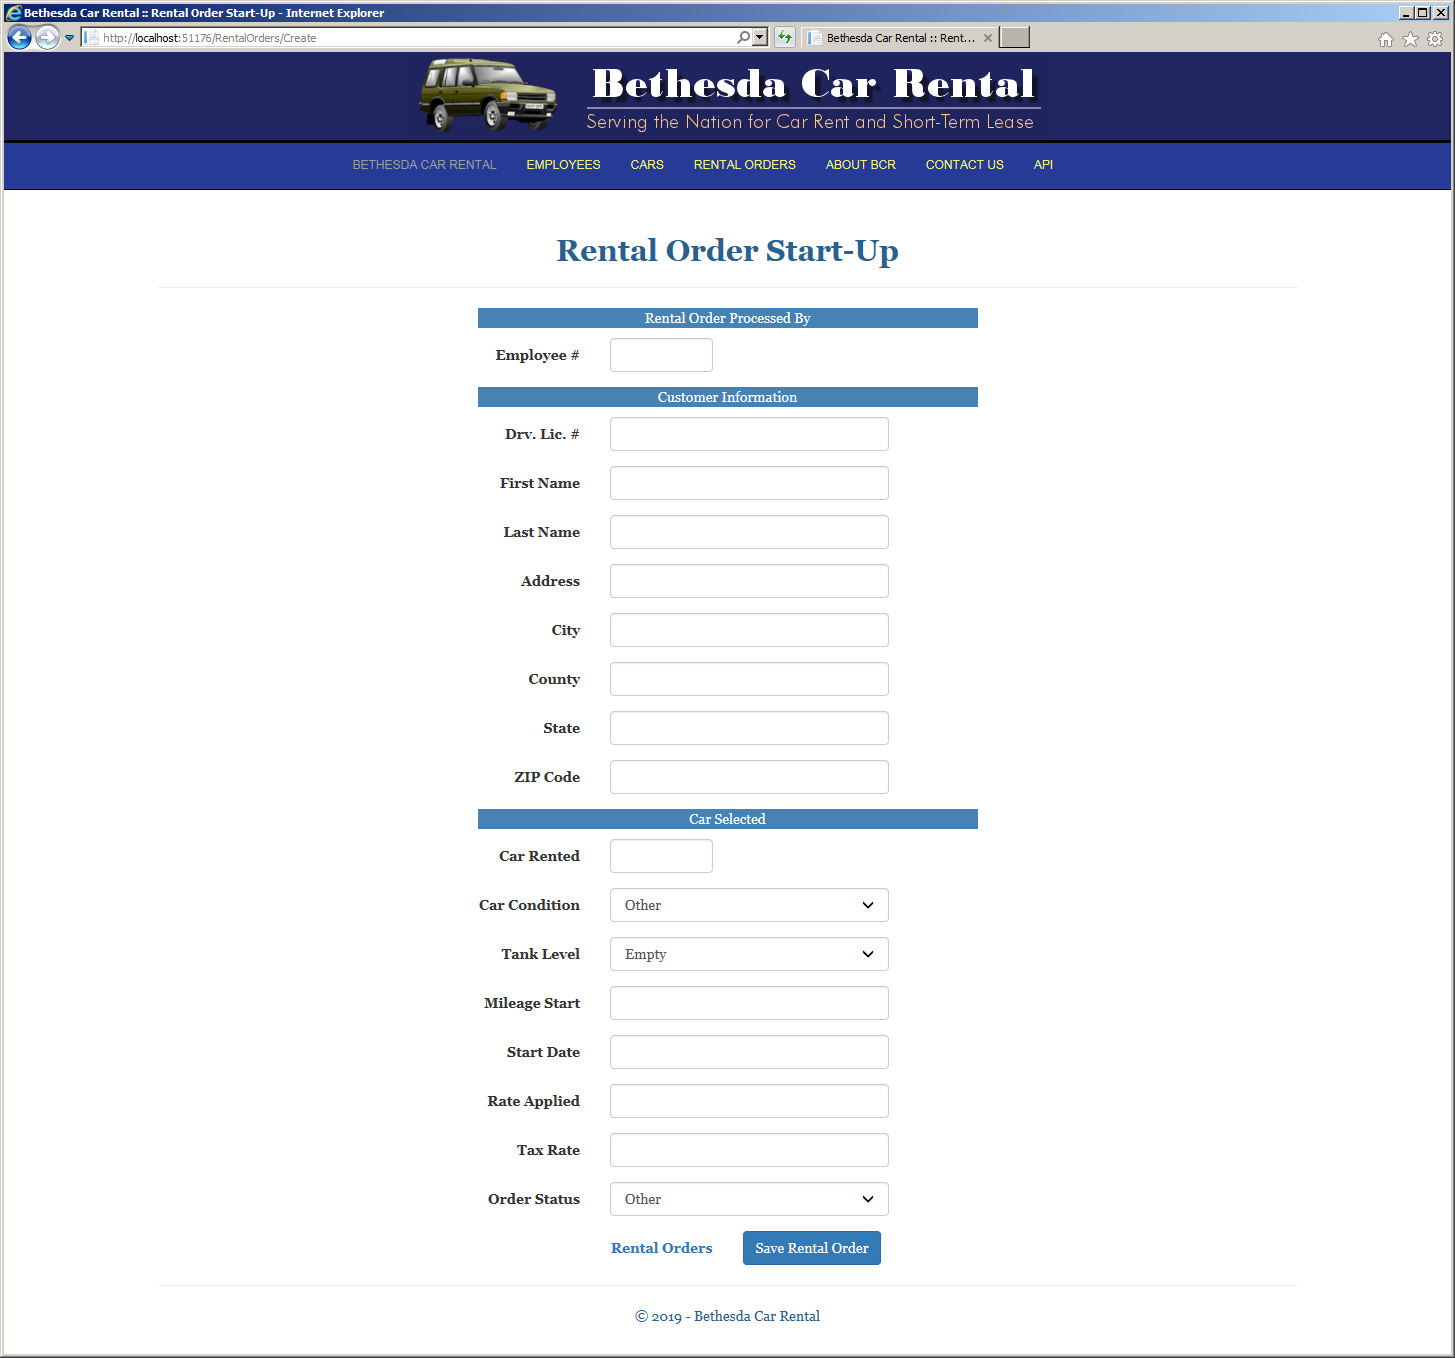 Bethesda Car Rental :: Rental Order Start-Up - Internet Explorer
http://localhost:51176/RentalOrders/Create
Bethesda Car Rental :: Rent...
Bethesda Car Rental
Serving the Nation for Car Rent and Short-Term Lease
BETHESDA CAR RENTAL EMPLOYEES CARS RENTAL ORDERS ABOUT BCR CONTACT US API
Rental Order Start-Up
Rental Order Processed By
Employee #
Customer Information
Drv. Lic. #
First Name
Last Name
Address
City
County
State
ZIP Code
Car Selected
Car Rented
Car Condition Other
Tank Level Empty
Mileage Start
Start Date
Rate Applied
Tax Rate
Order Status Other
Rental Orders Save Rental Order
© 2019 - Bethesda Car Rental